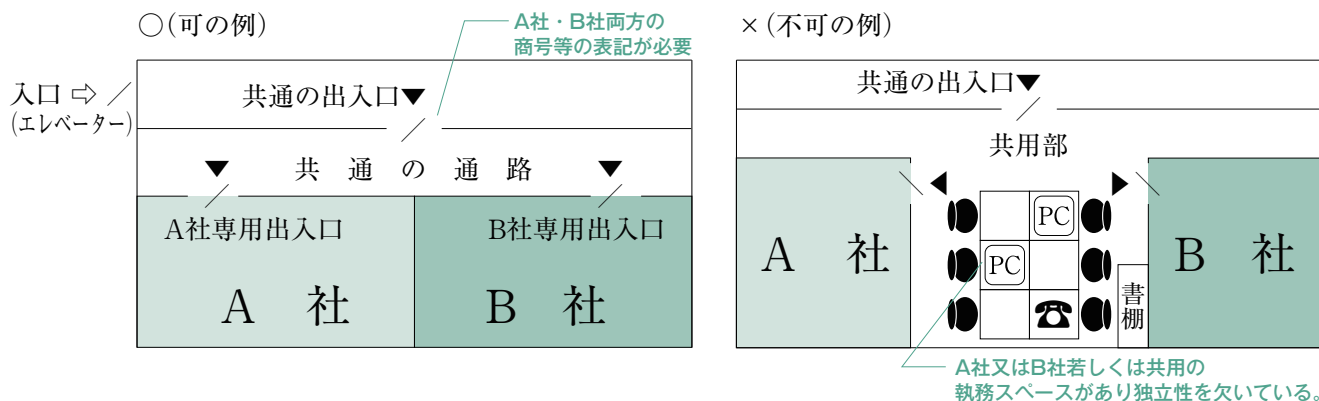 ○(可の例)
A社・B社両方の
商号等の表記が必要
入口⇨
(エレベーター)
共通の出入口▼
▼ 共通の通路 ▼
A社専用出入口
B社専用出入口
A 社
B 社
×(不可の例)
共通の出入口▼
共用部
A 社
PC
PC
書棚
B 社
A社又はB社若しくは共用の
執務スペースがあり独立性を欠いている。